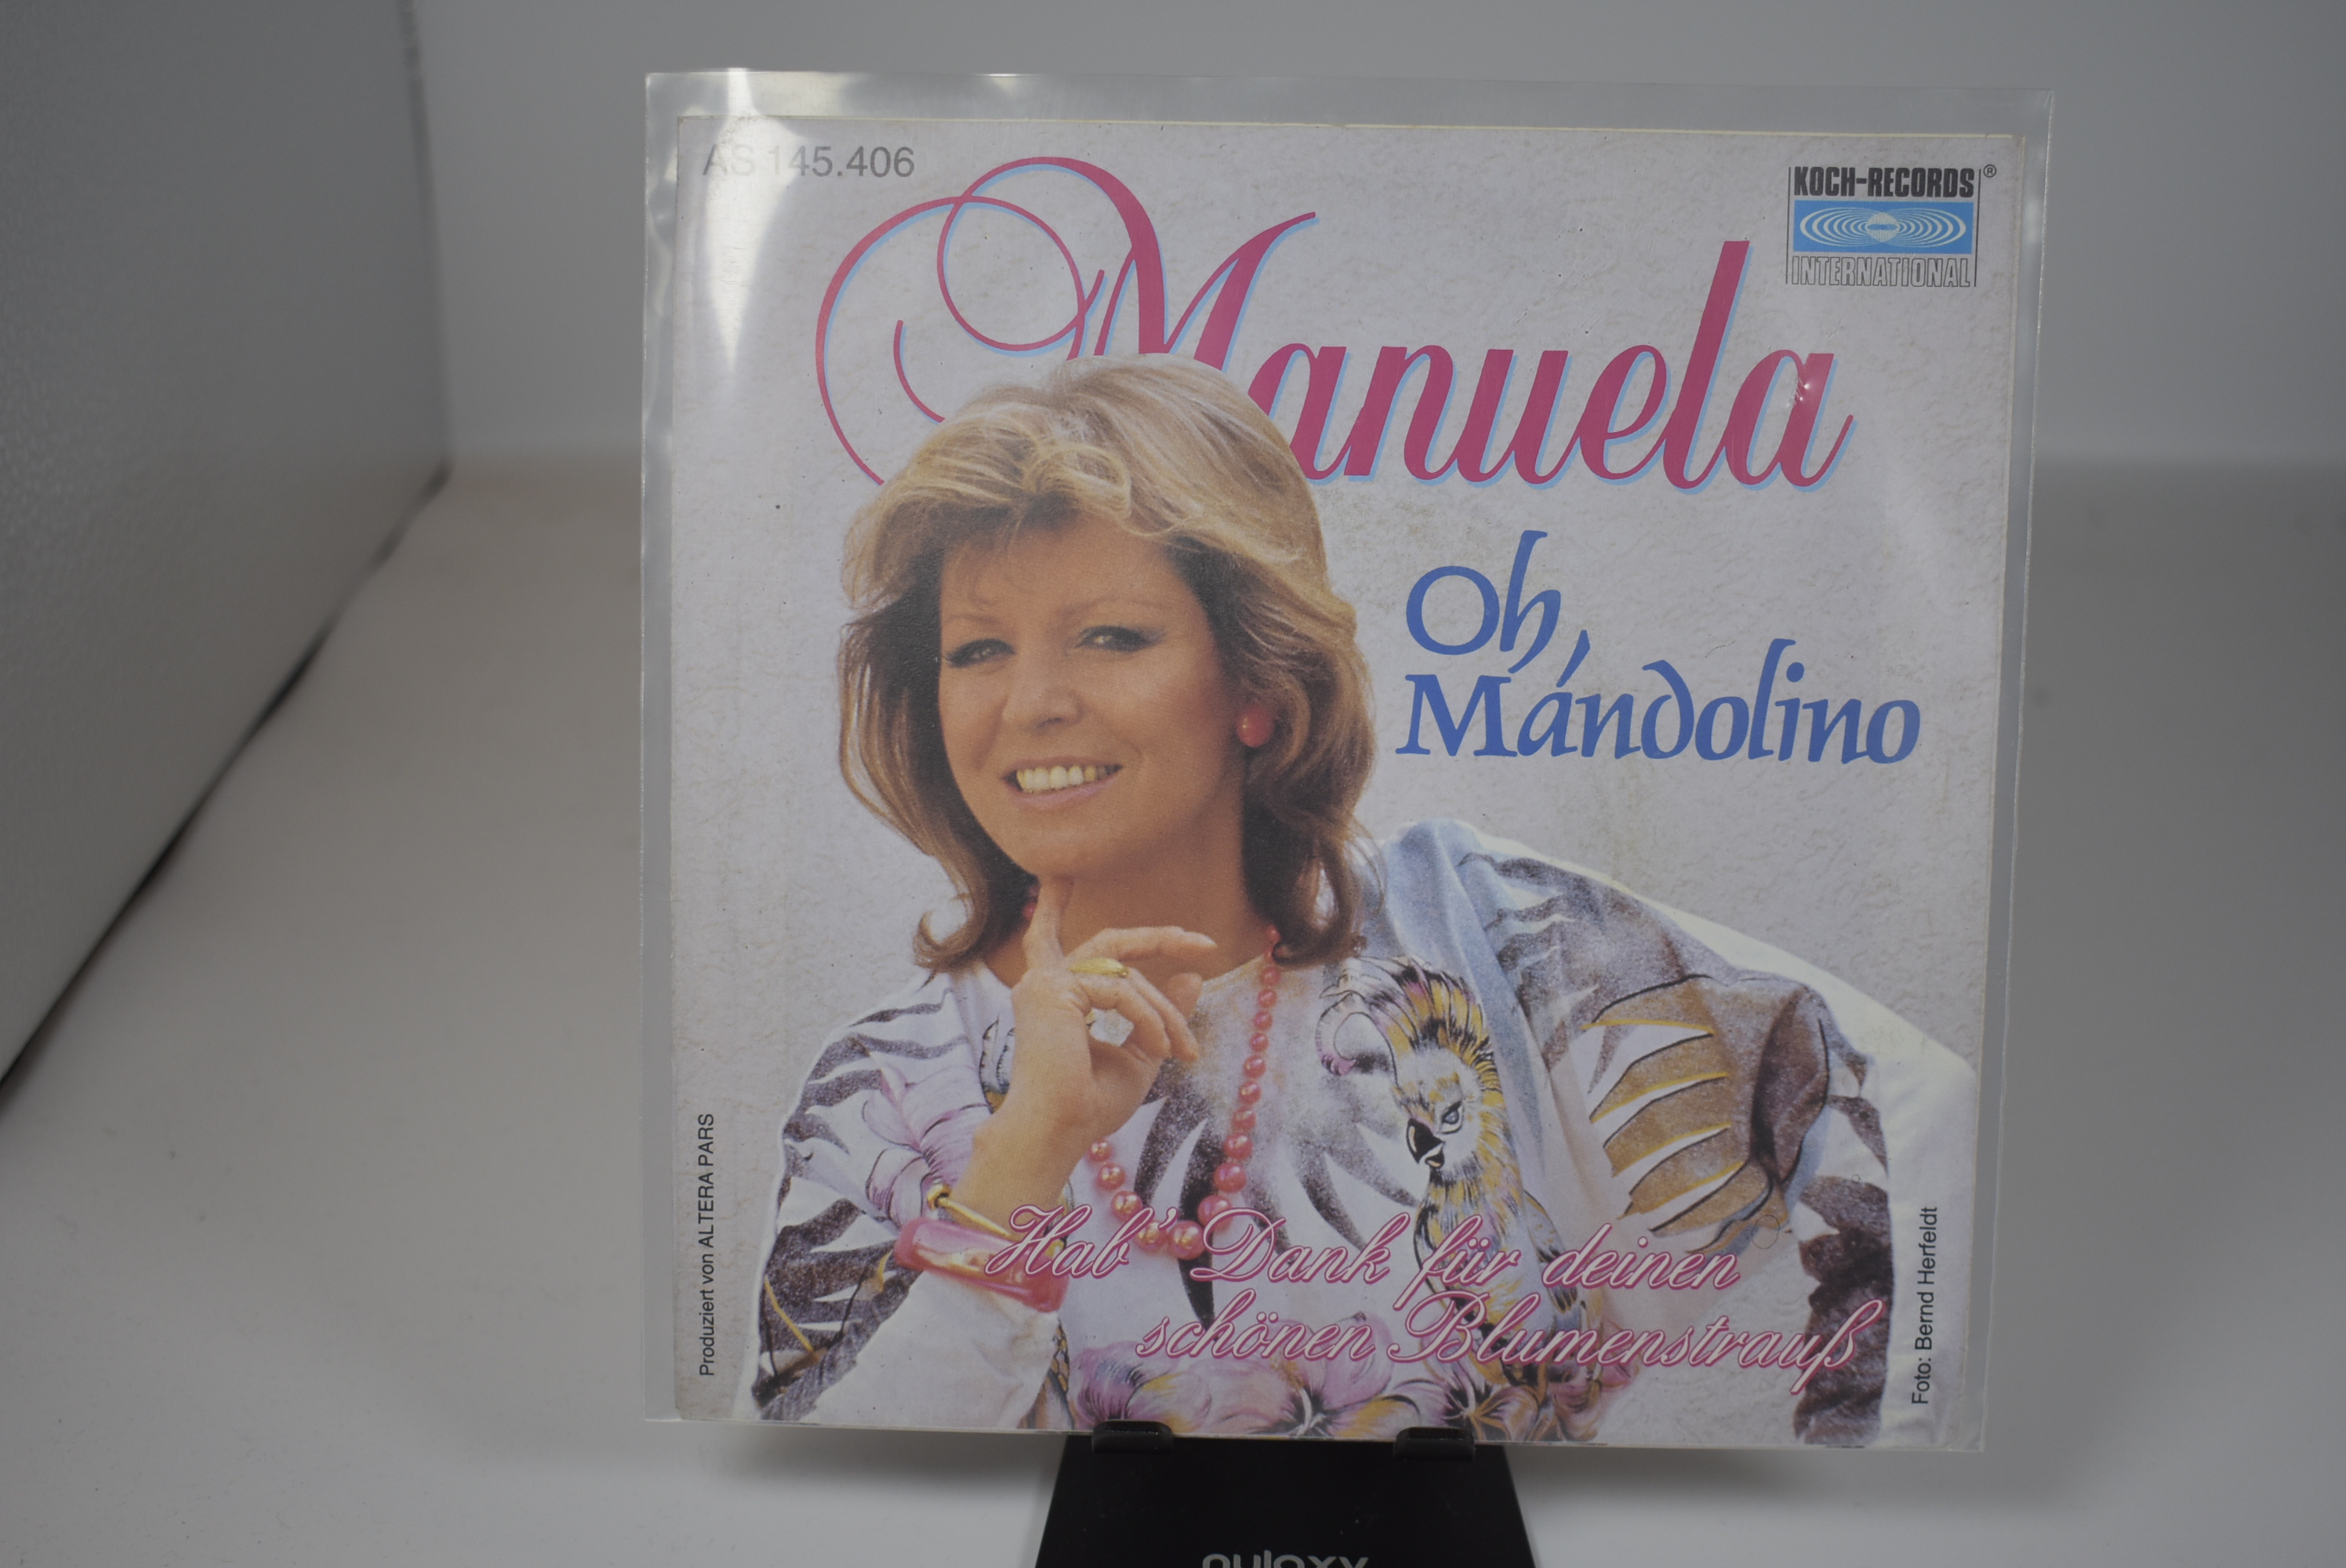 AS 145.406
KOCH-RECORDS®
INTERNATIONAL
Manuela
Oh,
Mándolino
Hab' Dank für deinen
schönen Blumenstrauß
Produziert von ALTERA PARS
Foto: Bernd Herfeldt
nulaxy